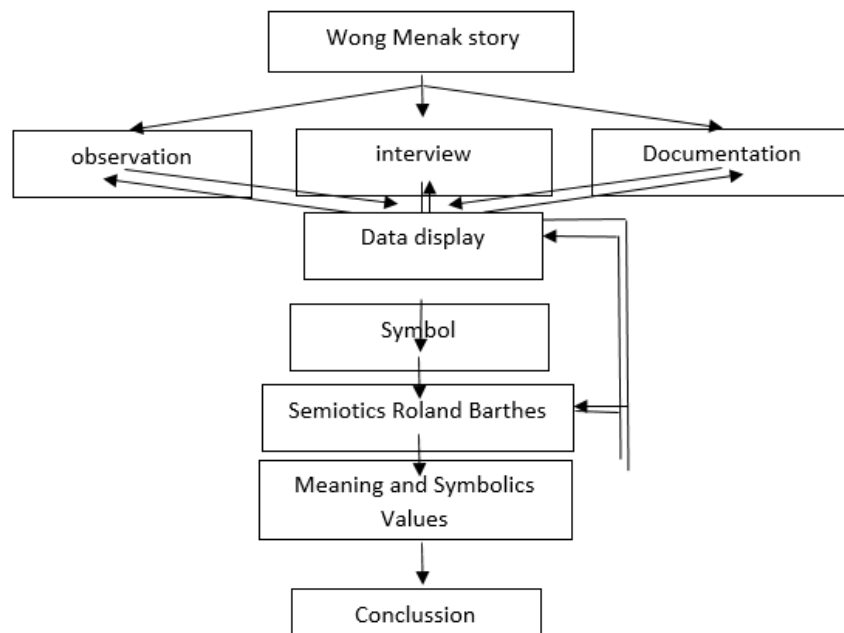 Wong Menak story
observation
interview
Documentation
Data display
Symbol
Semiotics Roland Barthes
Meaning and Symbolics
Values
Conclussion